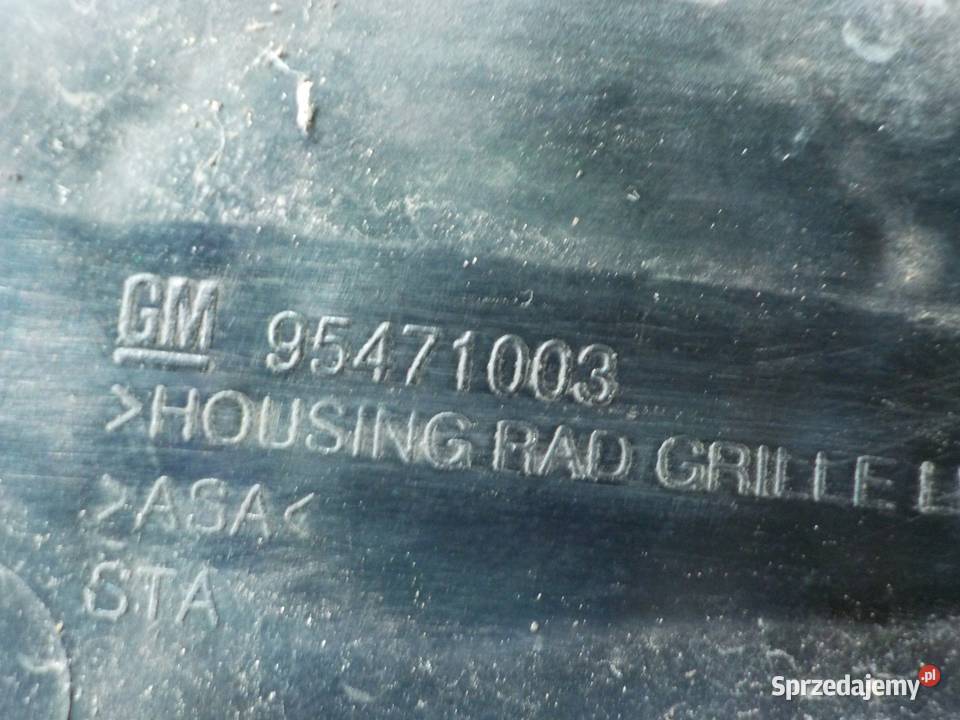 GM 95471003
>HOUSING RAD GRILLE
>ASA<
STA
Sprzedajemy.pl